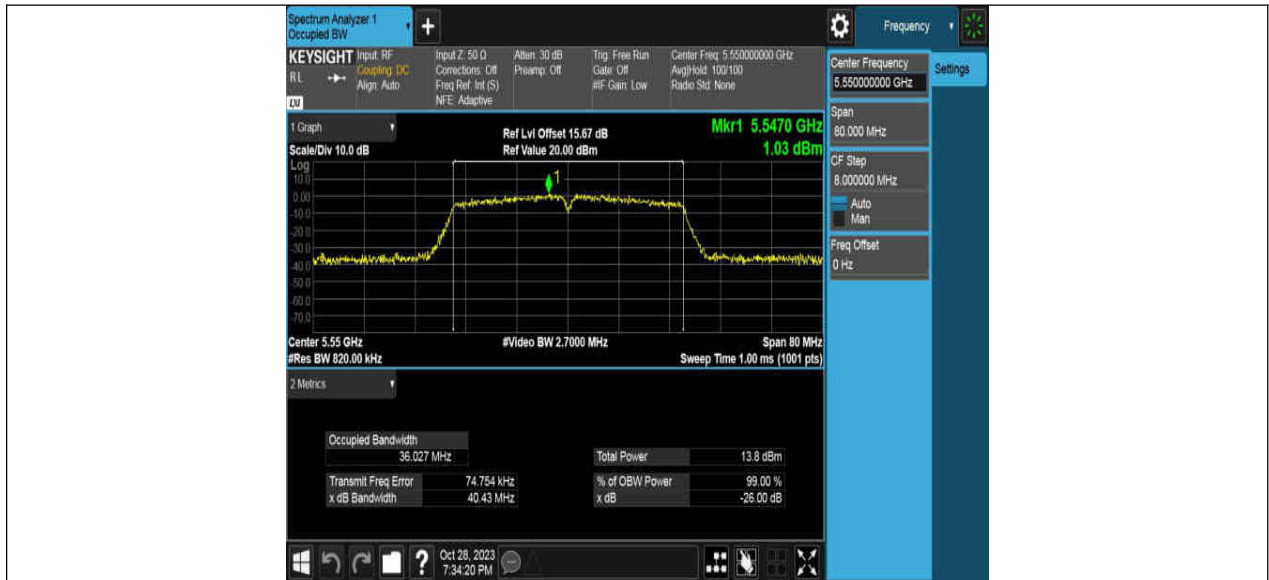 Spectrum Analyzer 1
Occupied BW
+
Frequency
KEYSIGHT
RL
LXI
Input: RF
Coupling: DC
Align: Auto
Input Z: 50 Ω
Corrections: Off
Freq Ref: Int (S)
NFE: Adaptive
Atten: 30 dB
Preamp: Off
Trig: Free Run
Gate: Off
#IF Gain: Low
Center Freq: 5.550000000 GHz
Avg|Hold: 100/100
Radio Std: None
Center Frequency
5.550000000 GHz
Settings
Span
80.000 MHz
CF Step
8.000000 MHz
Auto
Man
Freq Offset
0 Hz
1 Graph
Scale/Div 10.0 dB
Ref Lvl Offset 15.67 dB
Ref Value 20.00 dBm
Mkr1 5.5470 GHz
1.03 dBm
Log
10.0
0.00
-10.0
-20.0
-30.0
-40.0
-50.0
-60.0
-70.0
1
Center 5.55 GHz
#Res BW 820.00 kHz
#Video BW 2.7000 MHz
Span 80 MHz
Sweep Time 1.00 ms (1001 pts)
2 Metrics
Occupied Bandwidth
36.027 MHz
Total Power 13.8 dBm
Transmit Freq Error 74.754 kHz
% of OBW Power 99.00 %
x dB Bandwidth 40.43 MHz
x dB -26.00 dB
?
Oct 28, 2023
7:34:20 PM